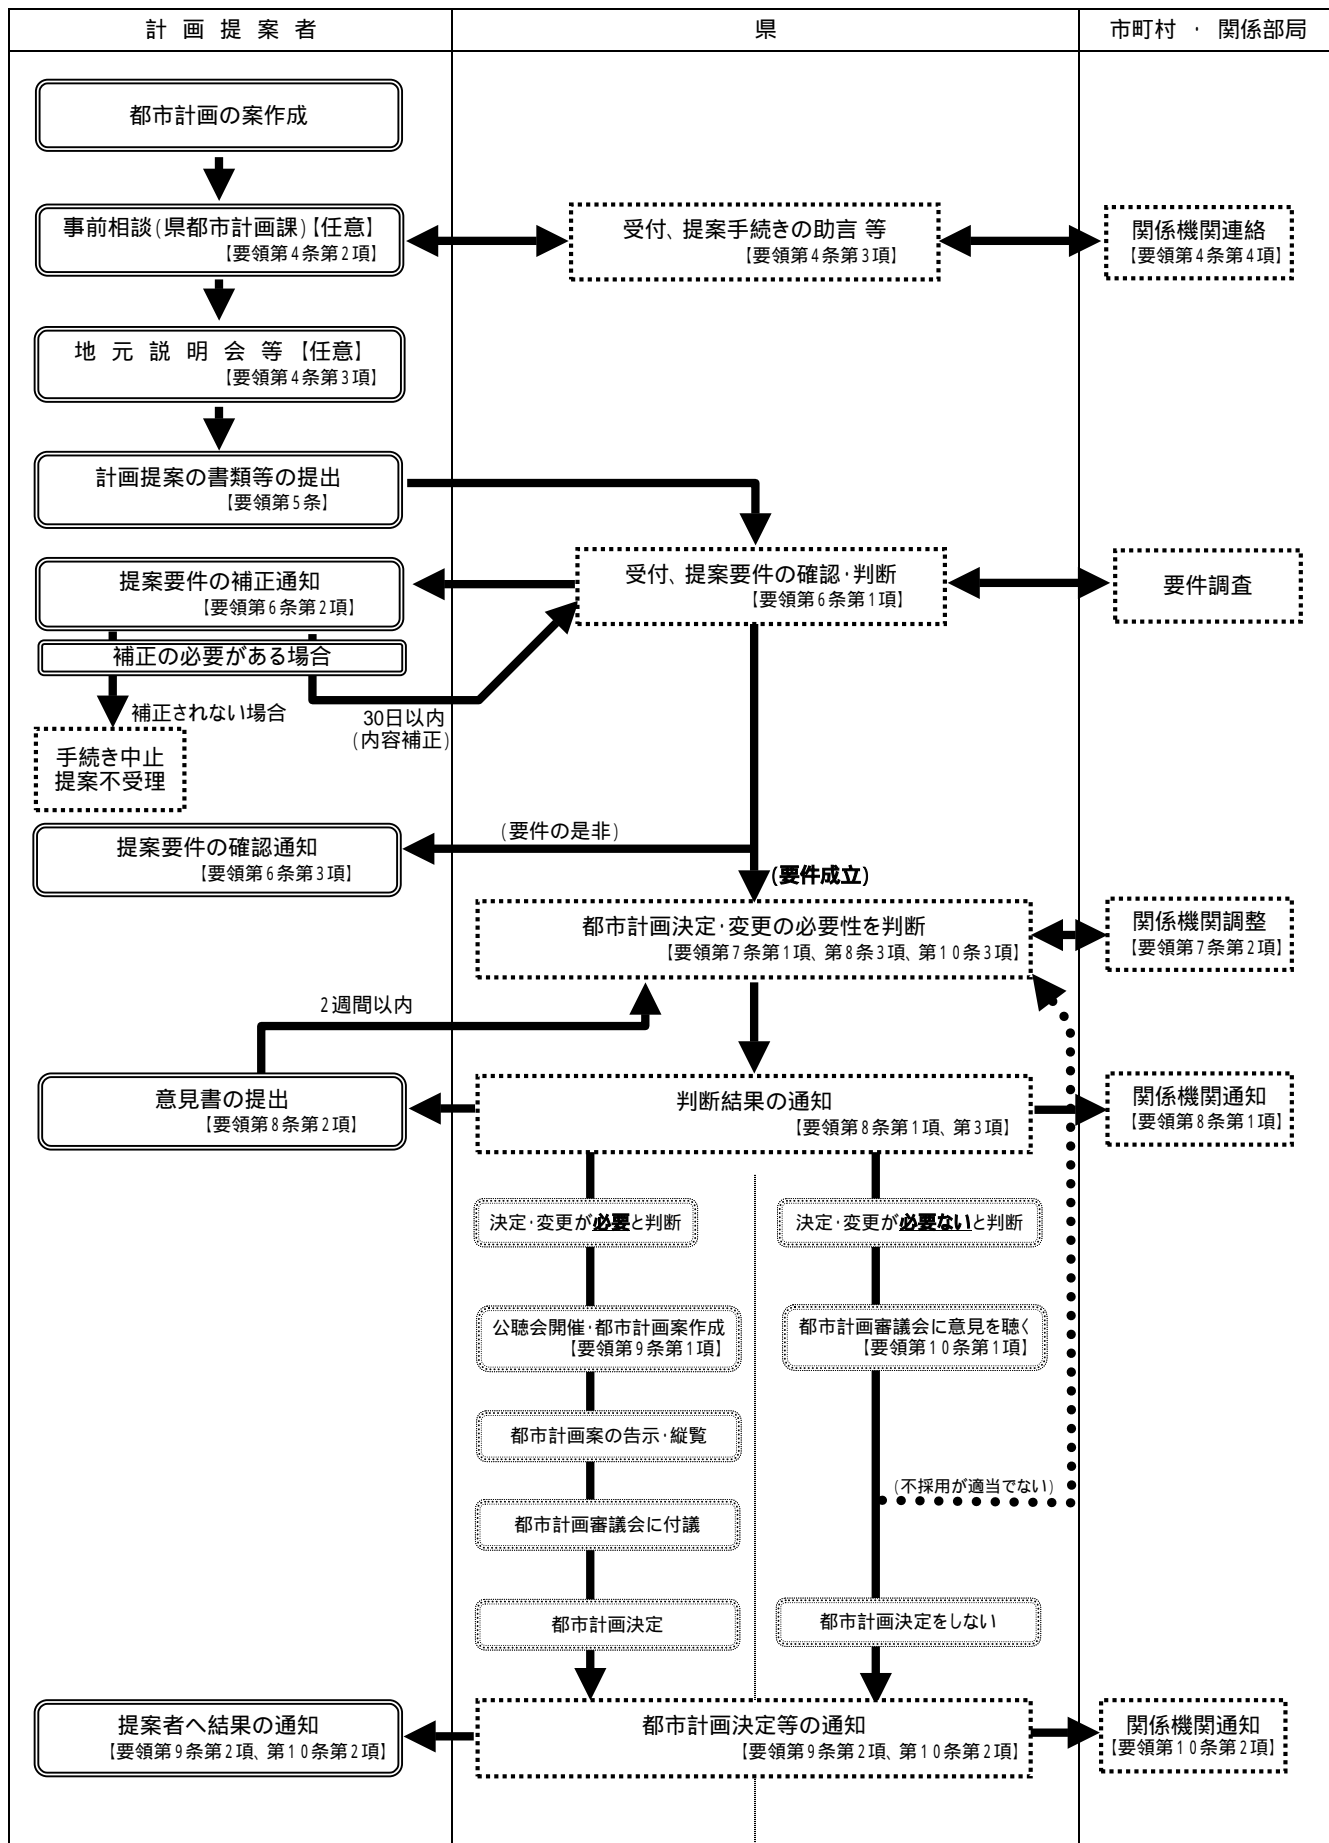 計 画 提 案 者
県
市町村 ・ 関係部局
都市計画の案作成
事前相談(県都市計画課)【任意】
【要領第4条第2項】
受付、提案手続きの助言 等
【要領第4条第3項】
関係機関連絡
【要領第4条第4項】
地 元 説 明 会 等 【任意】
【要領第4条第3項】
計画提案の書類等の提出
【要領第5条】
提案要件の補正通知
【要領第6条第2項】
受付、提案要件の確認・判断
【要領第6条第1項】
要件調査
補正の必要がある場合
補正されない場合
30日以内
(内容補正)
手続き中止
提案不受理
提案要件の確認通知
【要領第6条第3項】
(要件の是非)
(要件成立)
都市計画決定・変更の必要性を判断
【要領第7条第1項、第8条3項、第10条3項】
関係機関調整
【要領第7条第2項】
2週間以内
意見書の提出
【要領第8条第2項】
判断結果の通知
【要領第8条第1項、第3項】
関係機関通知
【要領第8条第1項】
決定・変更が必要と判断
決定・変更が必要ないと判断
公聴会開催・都市計画案作成
【要領第9条第1項】
都市計画審議会に意見を聴く
【要領第10条第1項】
都市計画案の告示・縦覧
(不採用が適当でない)
都市計画審議会に付議
都市計画決定
都市計画決定をしない
提案者へ結果の通知
【要領第9条第2項、第10条第2項】
都市計画決定等の通知
【要領第9条第2項、第10条第2項】
関係機関通知
【要領第10条第2項】